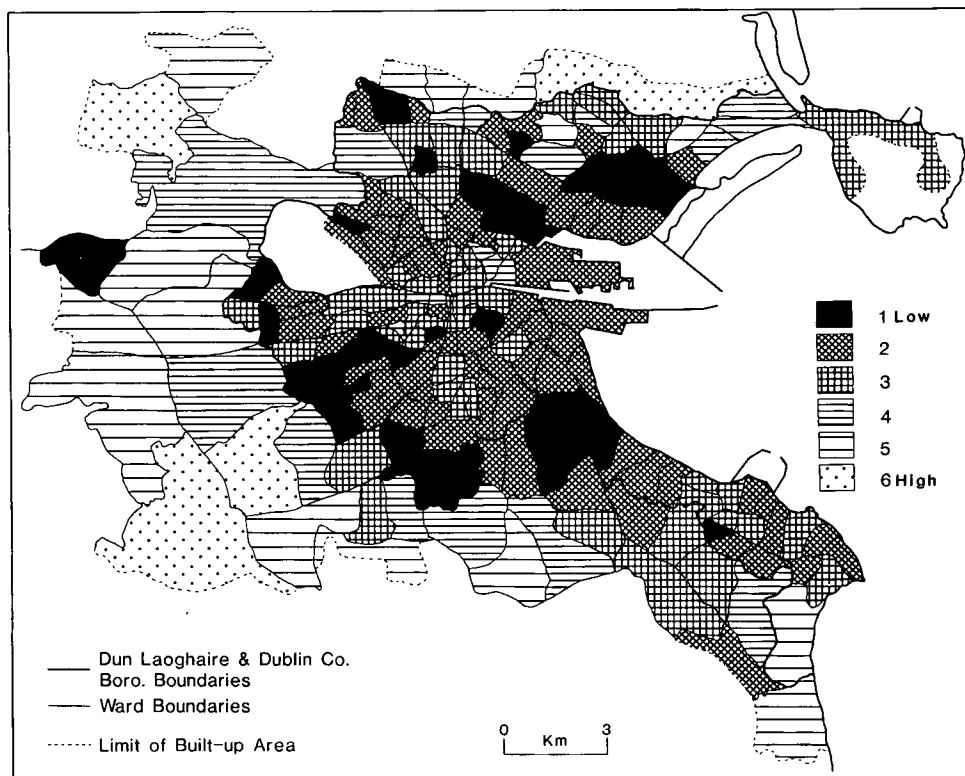 1 Low
2
3
4
5
6 High
Dun Laoghaire & Dublin Co.
Boro. Boundaries
Ward Boundaries
Limit of Built-up Area
0 3
Km